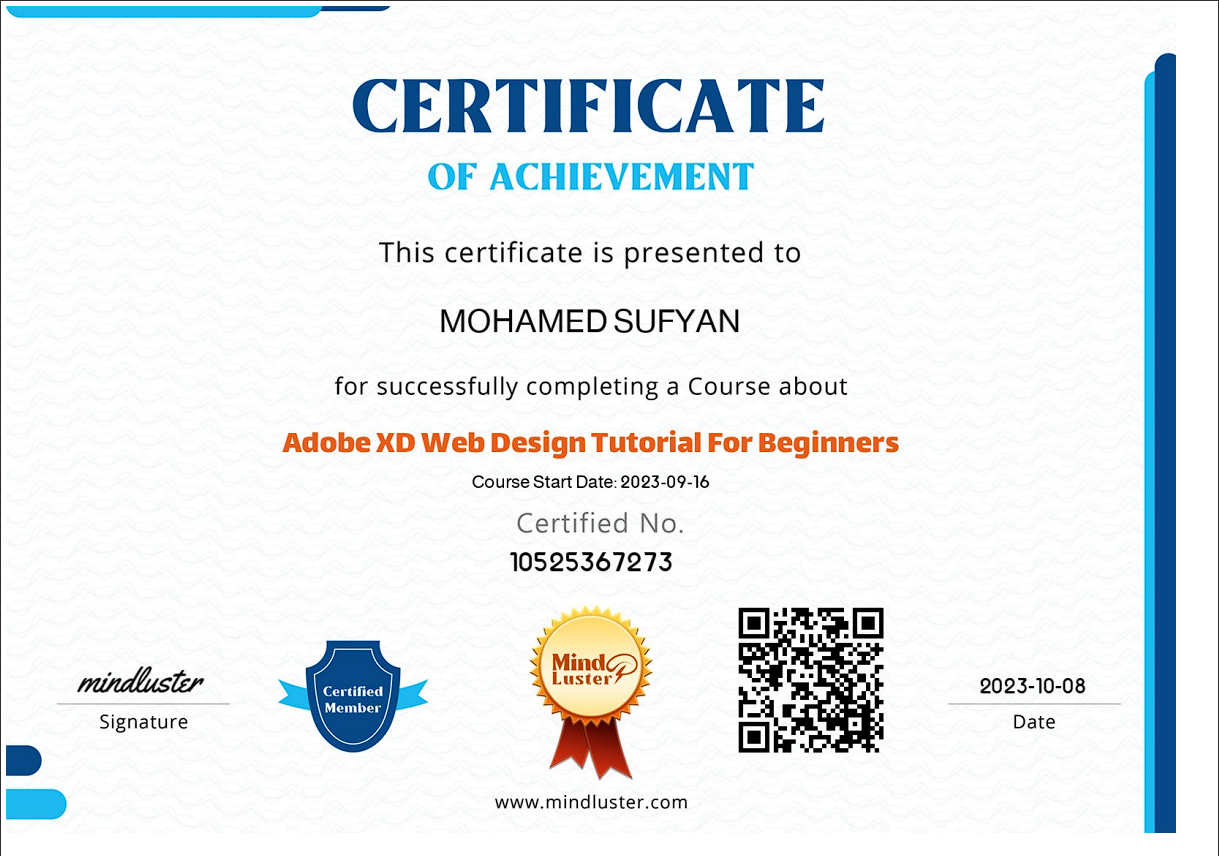 CERTIFICATE
OF ACHIEVEMENT
This certificate is presented to
MOHAMED SUFYAN
for successfully completing a Course about
Adobe XD Web Design Tutorial For Beginners
Course Start Date: 2023-09-16
Certified No.
10525367273
mindluster
Signature
Certified
Member
Mind
Luster
2023-10-08
Date
www.mindluster.com